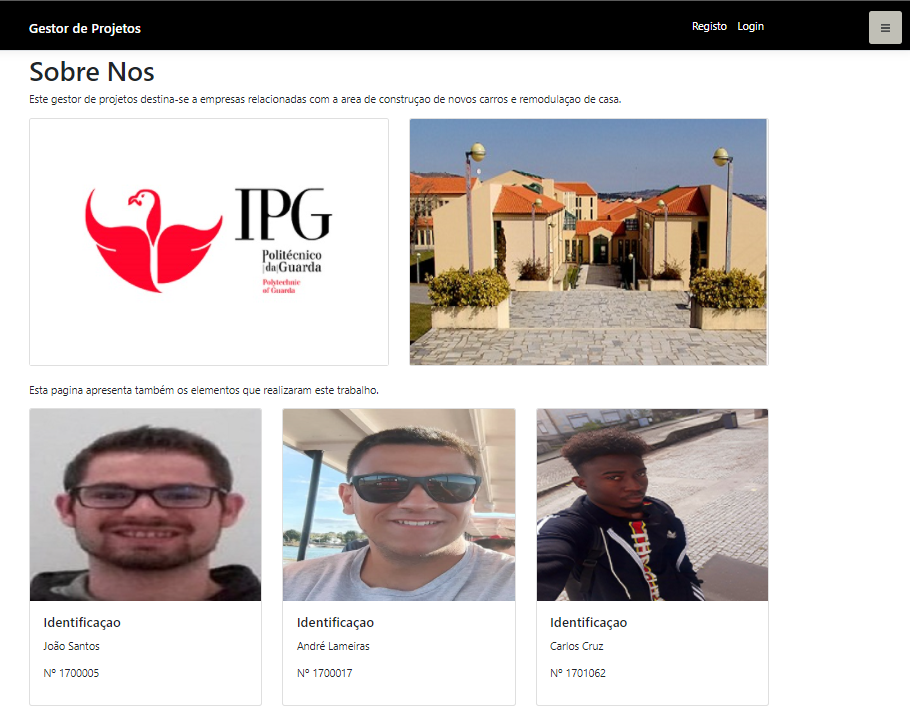 Gestor de Projetos
Registo Login
Sobre Nos
Este gestor de projetos destina-se a empresas relacionadas com a area de construçao de novos carros e remodulaçao de casa.
IPG
Politécnico
|da|Guarda
Polytechnic
of Guarda
Esta pagina apresenta também os elementos que realizaram este trabalho.
Identificaçao
João Santos
Nº 1700005
Identificaçao
André Lameiras
Nº 1700017
Identificaçao
Carlos Cruz
Nº 1701062